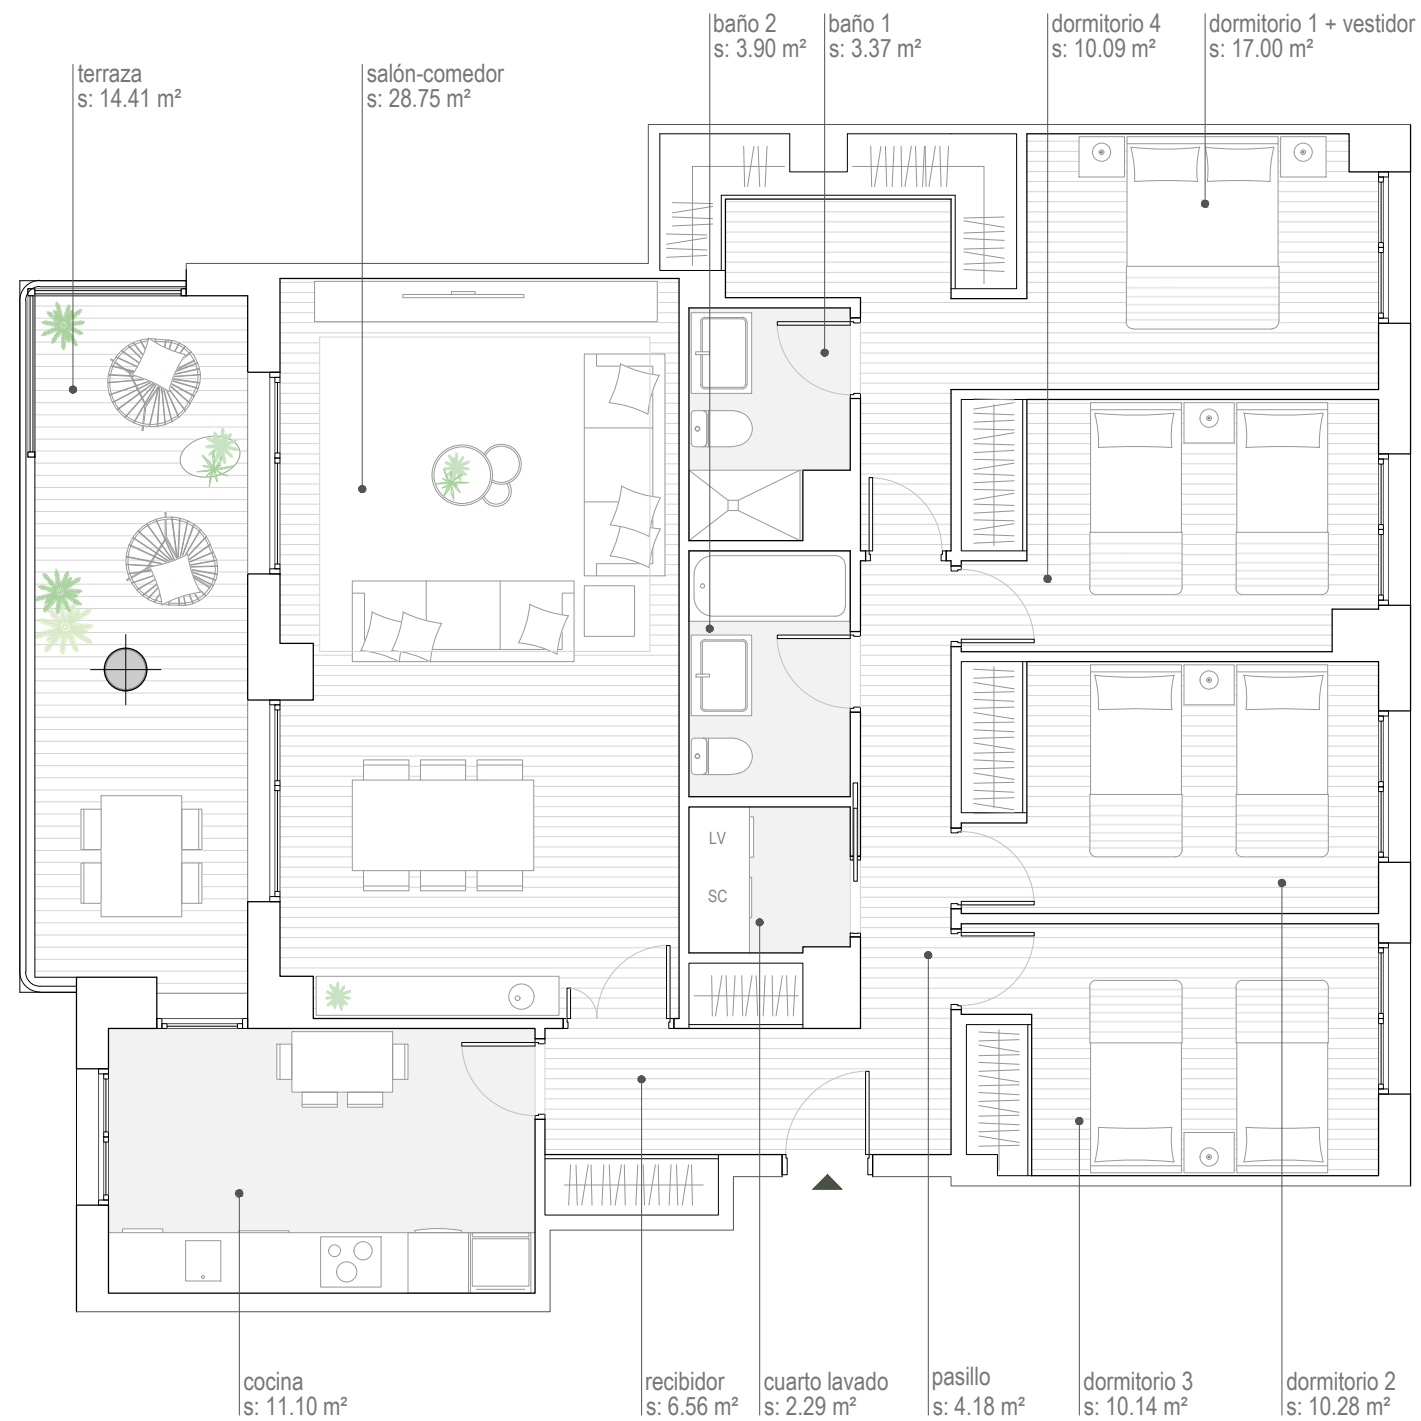 baño 2
s: 3.90 m²
baño 1
s: 3.37 m²
dormitorio 4
s: 10.09 m²
dormitorio 1 + vestidor
s: 17.00 m²
terraza
s: 14.41 m²
salón-comedor
s: 28.75 m²
LV
SC
cocina
s: 11.10 m²
recibidor
s: 6.56 m²
cuarto lavado
s: 2.29 m²
pasillo
s: 4.18 m²
dormitorio 3
s: 10.14 m²
dormitorio 2
s: 10.28 m²